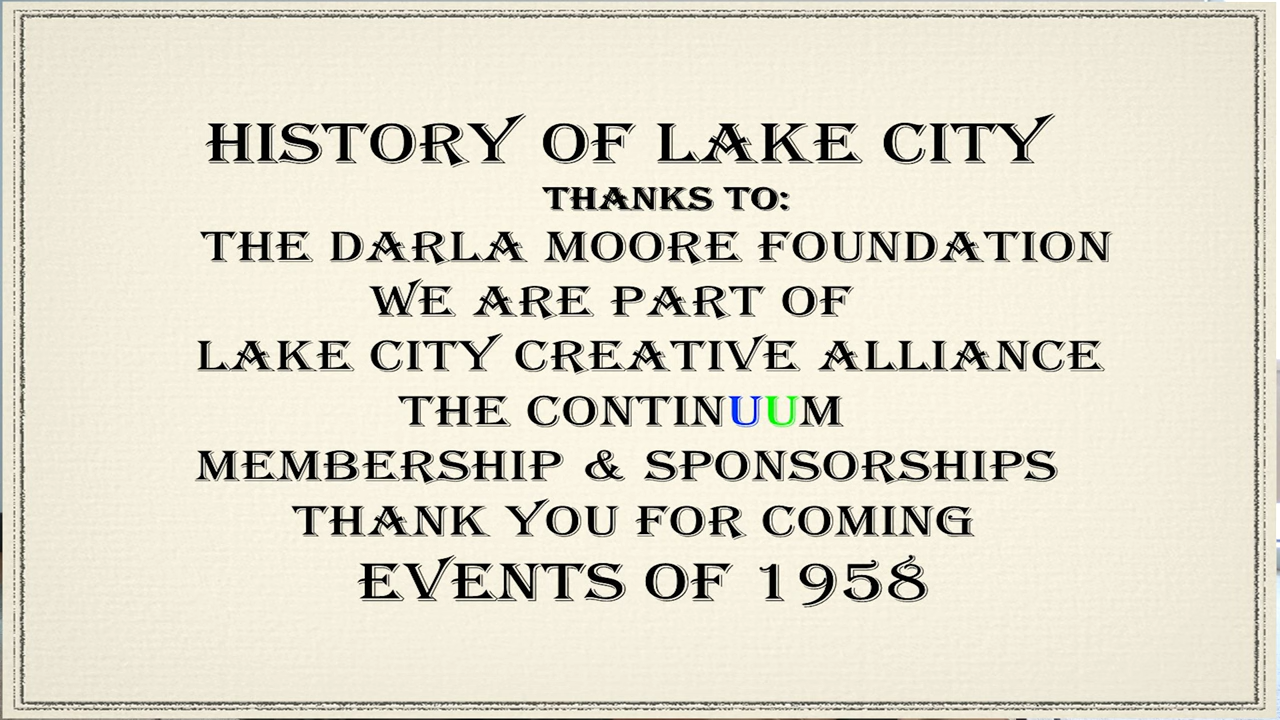 HISTORY OF LAKE CITY
THANKS TO:
THE DARLA MOORE FOUNDATION
WE ARE PART OF
LAKE CITY CREATIVE ALLIANCE
THE CONTINUUM
MEMBERSHIP & SPONSORSHIPS
THANK YOU FOR COMING
EVENTS OF 1958